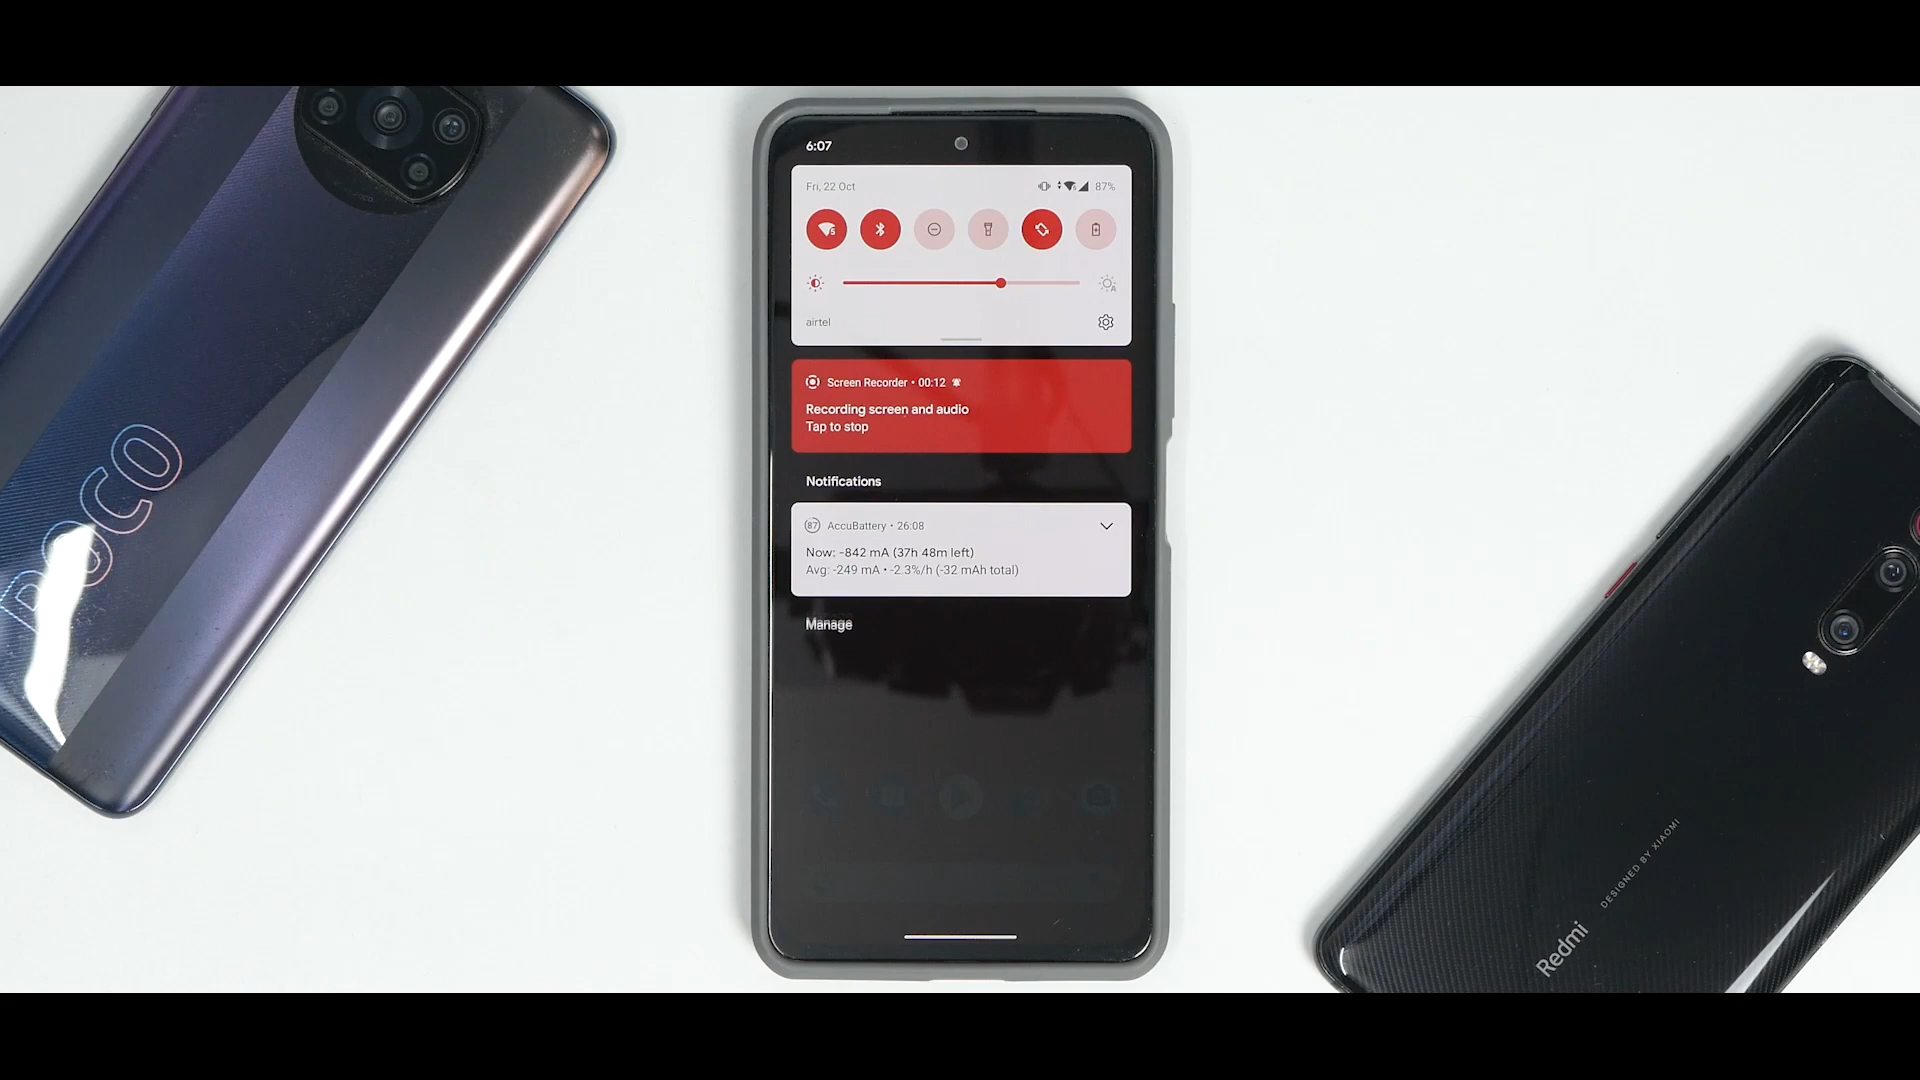 6:07
Fri, 22 Oct
87%
airtel
Screen Recorder • 00:12
Recording screen and audio
Tap to stop
Notifications
87 AccuBattery • 26:08
Now: -842 mA (37h 48m left)
Avg: -249 mA • -2.3%/h (-32 mAh total)
Manage
POCO
Redmi
DESIGNED BY XIAOMI